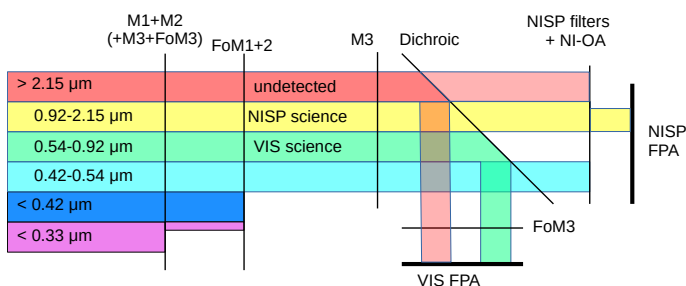 M1+M2
(+M3+FoM3)
FoM1+2
M3
Dichroic
NISP filters
+ NI-OA
> 2.15 μm
undetected
0.92-2.15 μm
NISP science
0.54-0.92 μm
VIS science
0.42-0.54 μm
< 0.42 μm
< 0.33 μm
NISP
FPA
FoM3
VIS FPA